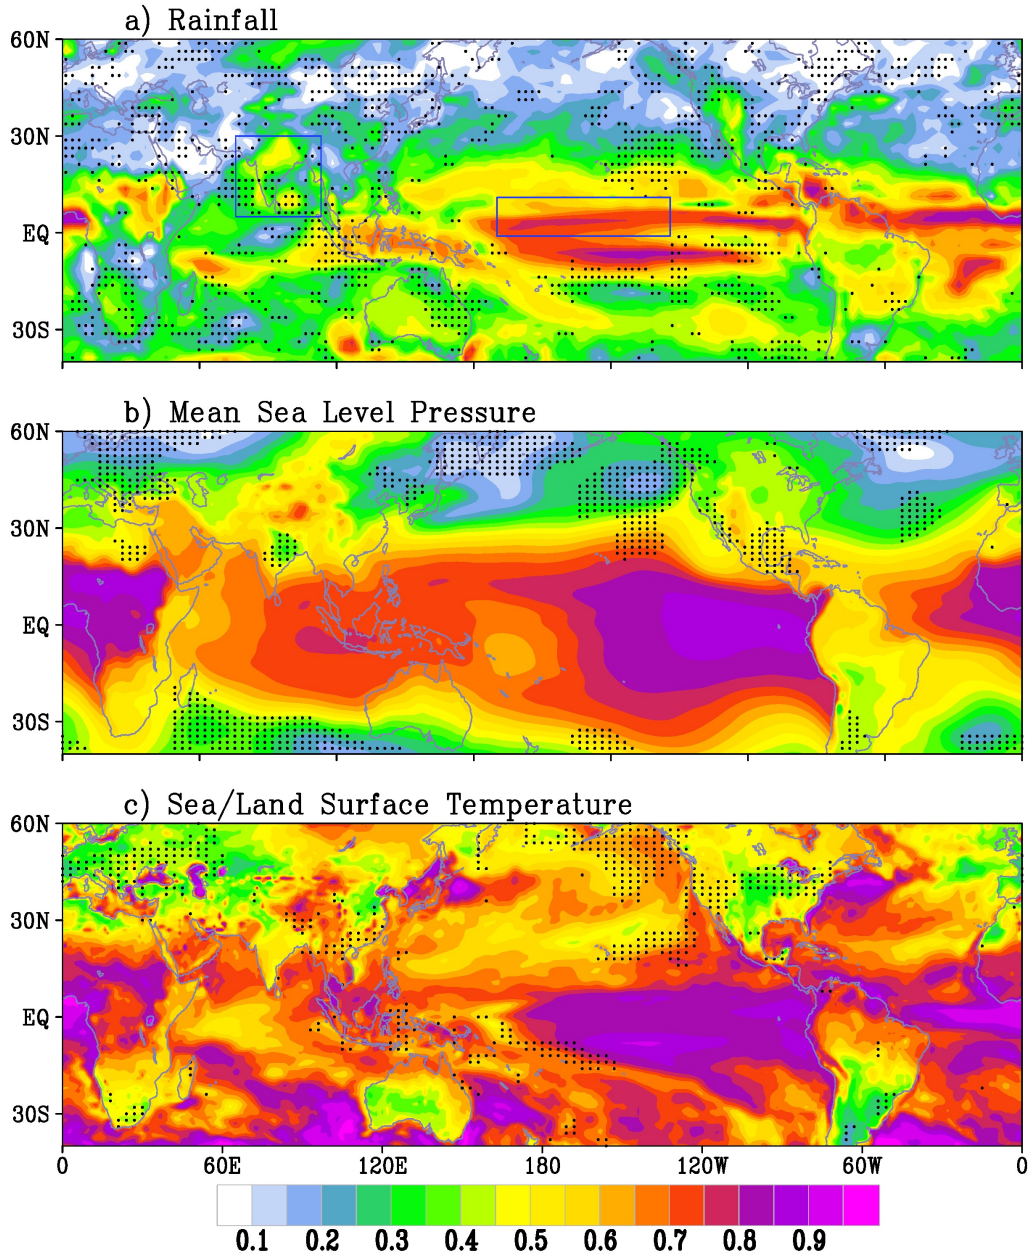 a) Rainfall
60N
30N
EQ
30S
b) Mean Sea Level Pressure
60N
30N
EQ
30S
c) Sea/Land Surface Temperature
60N
30N
EQ
30S
0 60E 120E 180 120W 60W 0
0.1 0.2 0.3 0.4 0.5 0.6 0.7 0.8 0.9